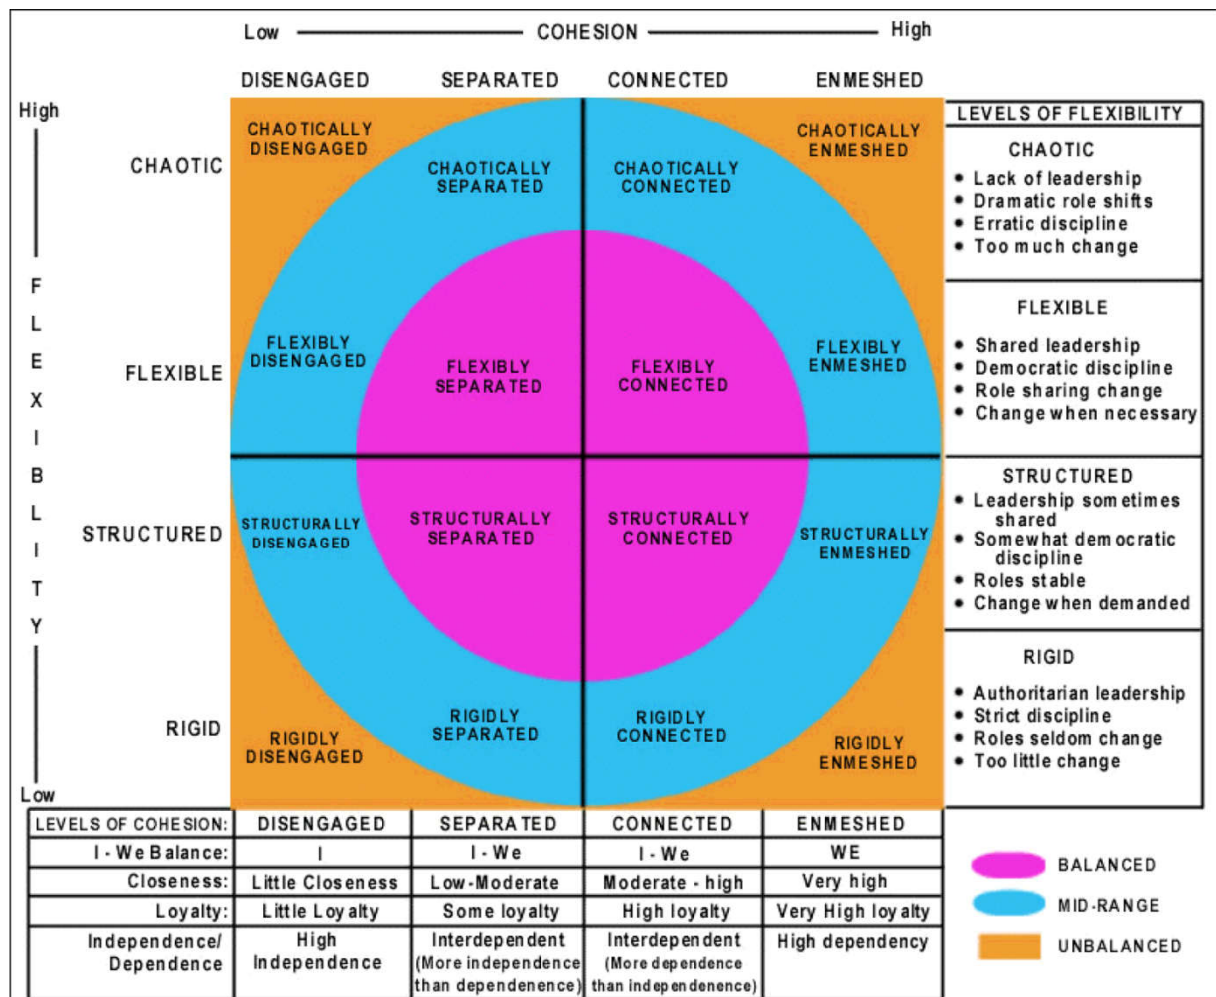 Low COHESION High
DISENGAGED SEPARATED CONNECTED ENMESHED
High
FLEXIBLITY
Low
CHAOTIC
FLEXIBLE
STRUCTURED
RIGID
CHAOTICALLY
DISENGAGED
CHAOTICALLY
SEPARATED
CHAOTICALLY
CONNECTED
CHAOTICALLY
ENMESHED
FLEXIBLY
DISENGAGED
FLEXIBLY
SEPARATED
FLEXIBLY
CONNECTED
FLEXIBLY
ENMESHED
STRUCTURALLY
DISENGAGED
STRUCTURALLY
SEPARATED
STRUCTURALLY
CONNECTED
STRUCTURALLY
ENMESHED
RIGIDLY
DISENGAGED
RIGIDLY
SEPARATED
RIGIDLY
CONNECTED
RIGIDLY
ENMESHED
LEVELS OF FLEXIBILITY
CHAOTIC
• Lack of leadership
• Dramatic role shifts
• Erratic discipline
• Too much change
FLEXIBLE
• Shared leadership
• Democratic discipline
• Role sharing change
• Change when necessary
STRUCTURED
• Leadership sometimes
shared
• Somewhat democratic
discipline
• Roles stable
• Change when demanded
RIGID
• Authoritarian leadership
• Strict discipline
• Roles seldom change
• Too little change
LEVELS OF COHESION: DISENGAGED SEPARATED CONNECTED ENMESHED
I - We Balance: I I - We I - We WE
Closeness: Little Closeness Low-Moderate Moderate - high Very high
Loyalty: Little Loyalty Some loyalty High loyalty Very High loyalty
Independence/
Dependence
High
Independence
Interdependent
(More independence
than dependenence)
Interdependent
(More dependence
than independenence)
High dependency
BALANCED
MID-RANGE
UNBALANCED